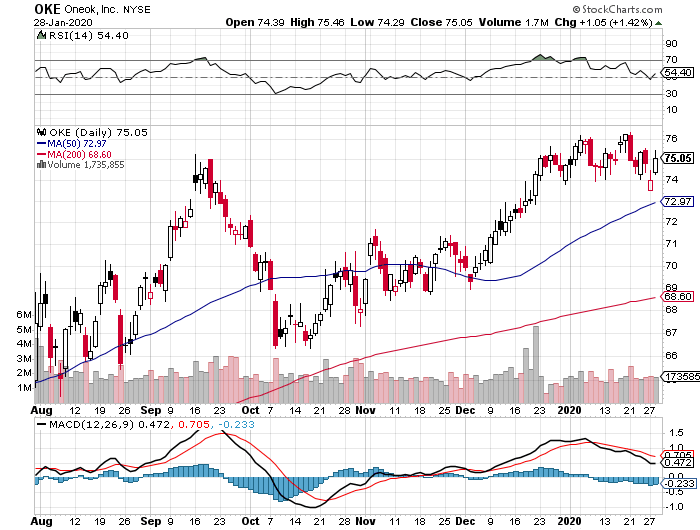 OKE Oneok, Inc. NYSE © StockCharts.com
28-Jan-2020 Open 74.39 High 75.46 Low 74.29 Close 75.05 Volume 1.7M Chg +1.05 (+1.42%)
RSI(14) 54.40
90
70
54.40
30
10
OKE (Daily) 75.05
MA(50) 72.97
MA(200) 68.60
Volume 1,735,855
76
75.05
74
72.97
72
71
70
69
68.60
68
67
66
6M
5M
4M
3M
2M
1M
173585
Aug 12 19 26 Sep 9 16 23 Oct 7 14 21 28 Nov 11 18 25 Dec 9 16 23 2020 13 21 27
MACD(12,26,9) 0.472, 0.705, -0.233
1.5
1.0
0.705
0.472
-0.233
-0.5
-1.0
Aug 12 19 26 Sep 9 16 23 Oct 7 14 21 28 Nov 11 18 25 Dec 9 16 23 2020 13 21 27